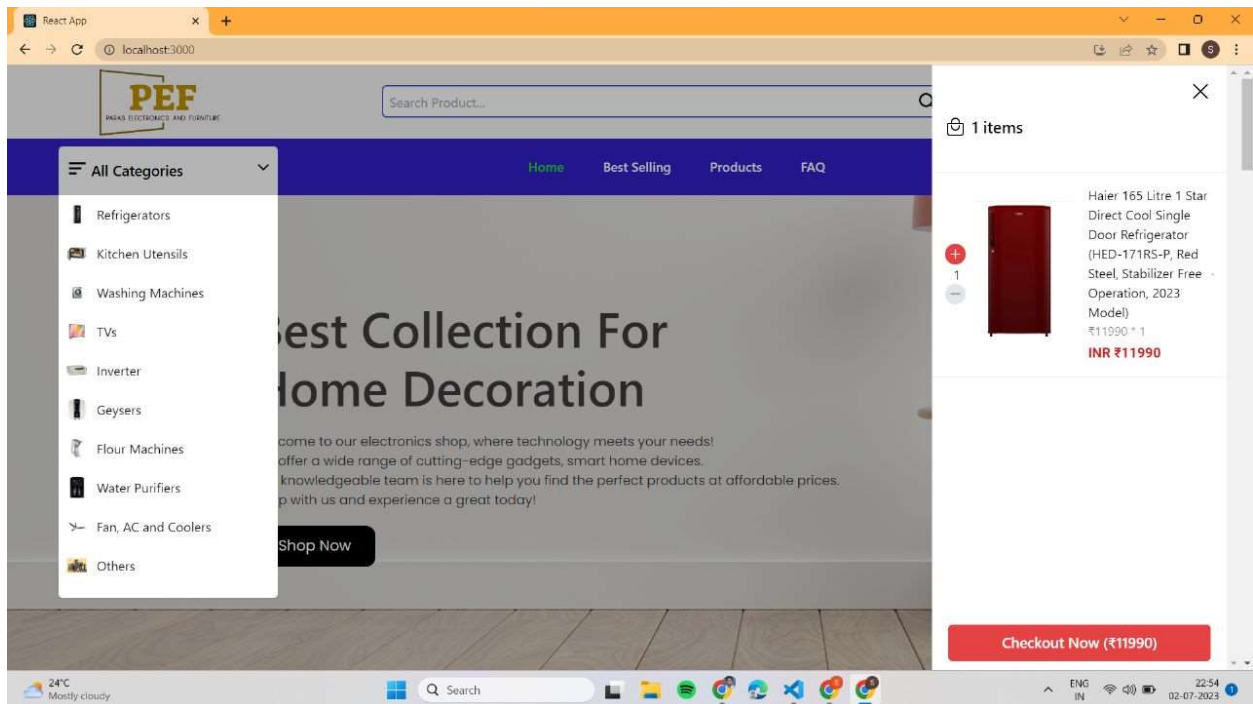 React App
localhost:3000
S
PEF
PARAS ELECTRONICS AND FURNITURE
Search Product...
1 items
All Categories
Home Best Selling Products FAQ
Refrigerators
Kitchen Utensils
Washing Machines
TVs
Inverter
Geysers
Flour Machines
Water Purifiers
Fan, AC and Coolers
Others
est Collection For
ome Decoration
come to our electronics shop, where technology meets your needs!
offer a wide range of cutting-edge gadgets, smart home devices.
knowledgeable team is here to help you find the perfect products at affordable prices.
p with us and experience a great today!
Shop Now
1
Haier 165 Litre 1 Star
Direct Cool Single
Door Refrigerator
(HED-171RS-P, Red
Steel, Stabilizer Free
Operation, 2023
Model)
₹11990 * 1
INR ₹11990
Checkout Now (₹11990)
24°C
Mostly cloudy
Search
ENG
IN
22:54
02-07-2023
1